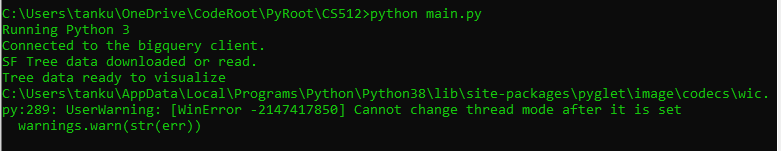 C:\Users\tanku\OneDrive\CodeRoot\PyRoot\CS512>python main.py
Running Python 3
Connected to the bigquery client.
SF Tree data downloaded or read.
Tree data ready to visualize
C:\Users\tanku\AppData\Local\Programs\Python\Python38\lib\site-packages\pyglet\image\codecs\wic.
py:289: UserWarning: [WinError -2147417850] Cannot change thread mode after it is set
  warnings.warn(str(err))